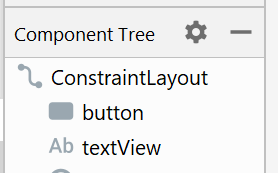 Component Tree
ConstraintLayout
button
Ab textView